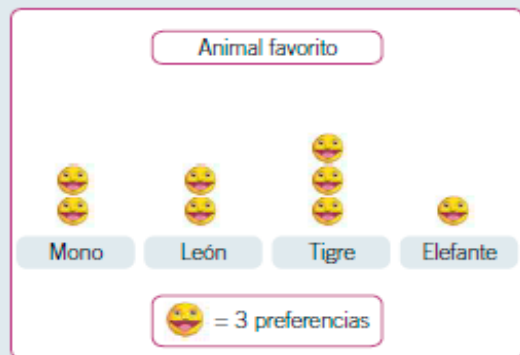 Animal favorito
Mono León Tigre Elefante
= 3 preferencias